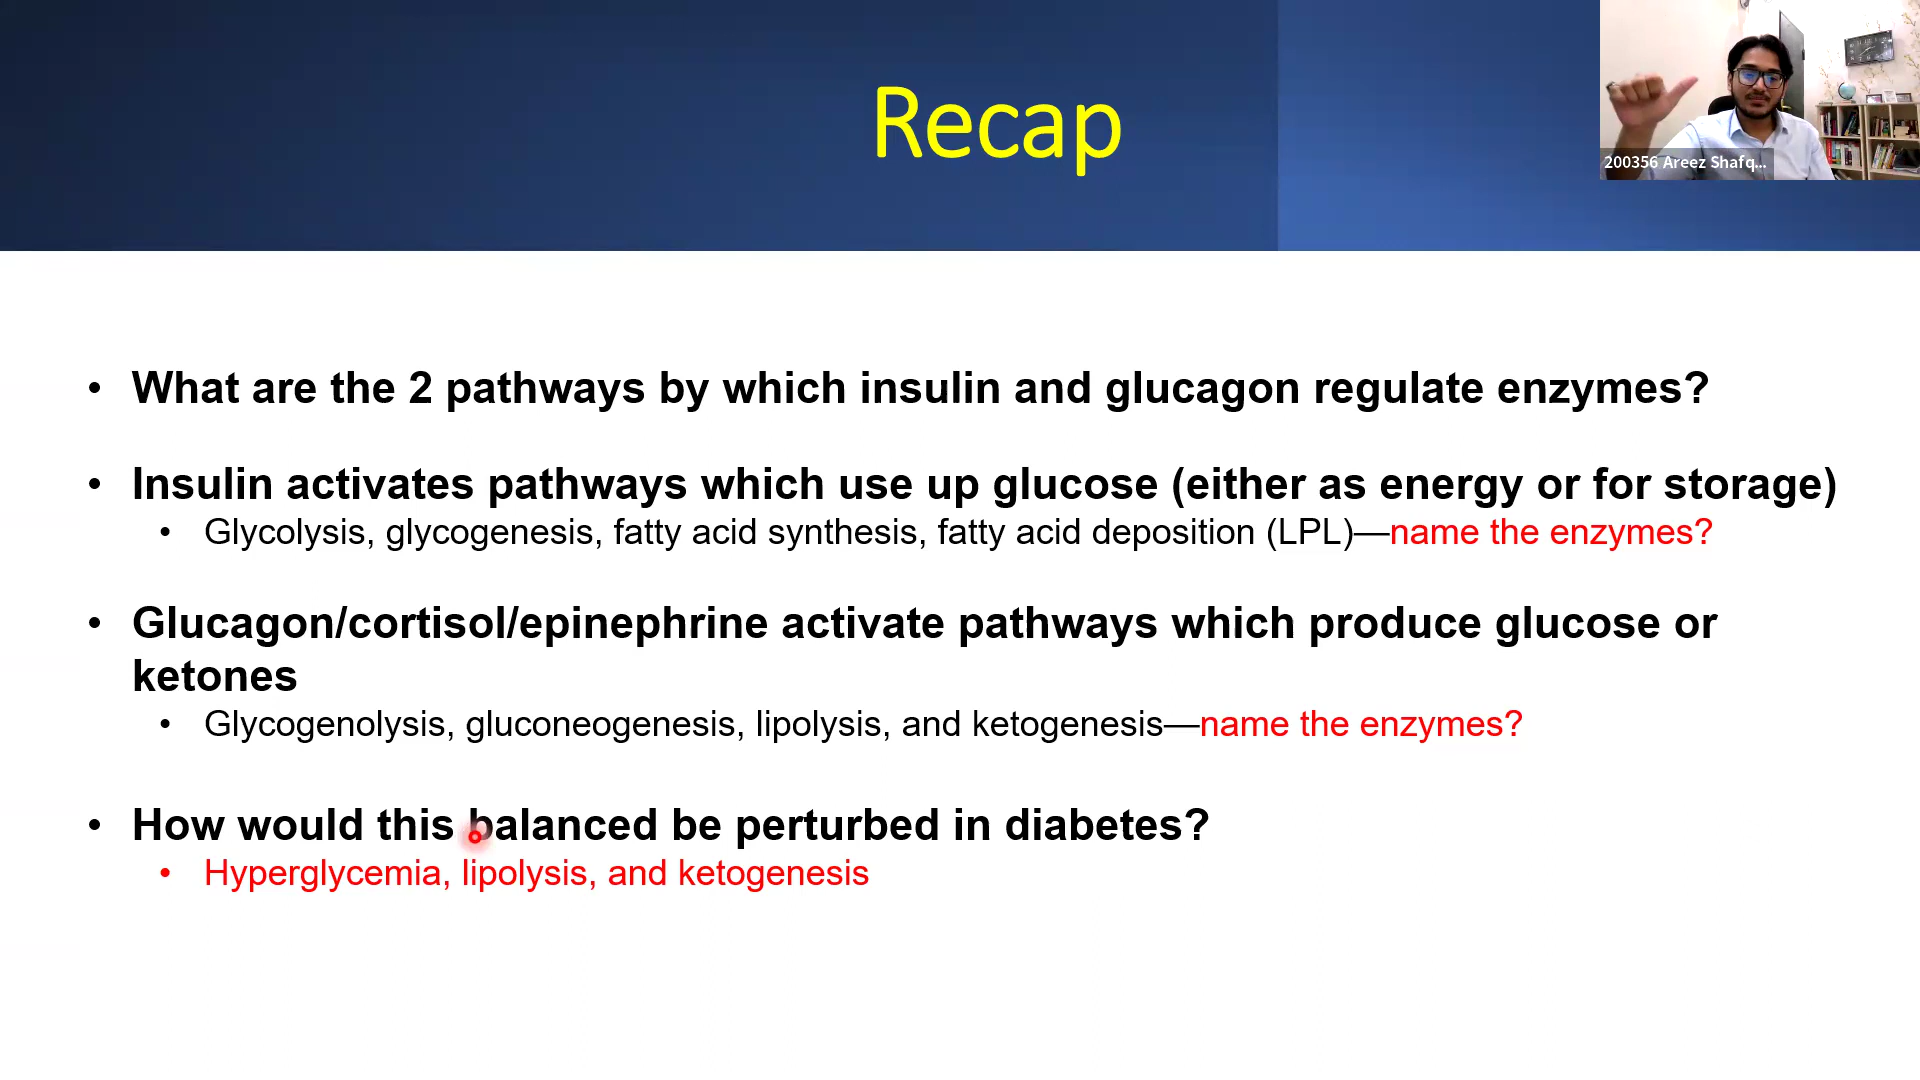 Recap
200356 Areez Shafq...
• What are the 2 pathways by which insulin and glucagon regulate enzymes?
• Insulin activates pathways which use up glucose (either as energy or for storage)
• Glycolysis, glycogenesis, fatty acid synthesis, fatty acid deposition (LPL)—name the enzymes?
• Glucagon/cortisol/epinephrine activate pathways which produce glucose or
ketones
• Glycogenolysis, gluconeogenesis, lipolysis, and ketogenesis—name the enzymes?
• How would this balanced be perturbed in diabetes?
• Hyperglycemia, lipolysis, and ketogenesis